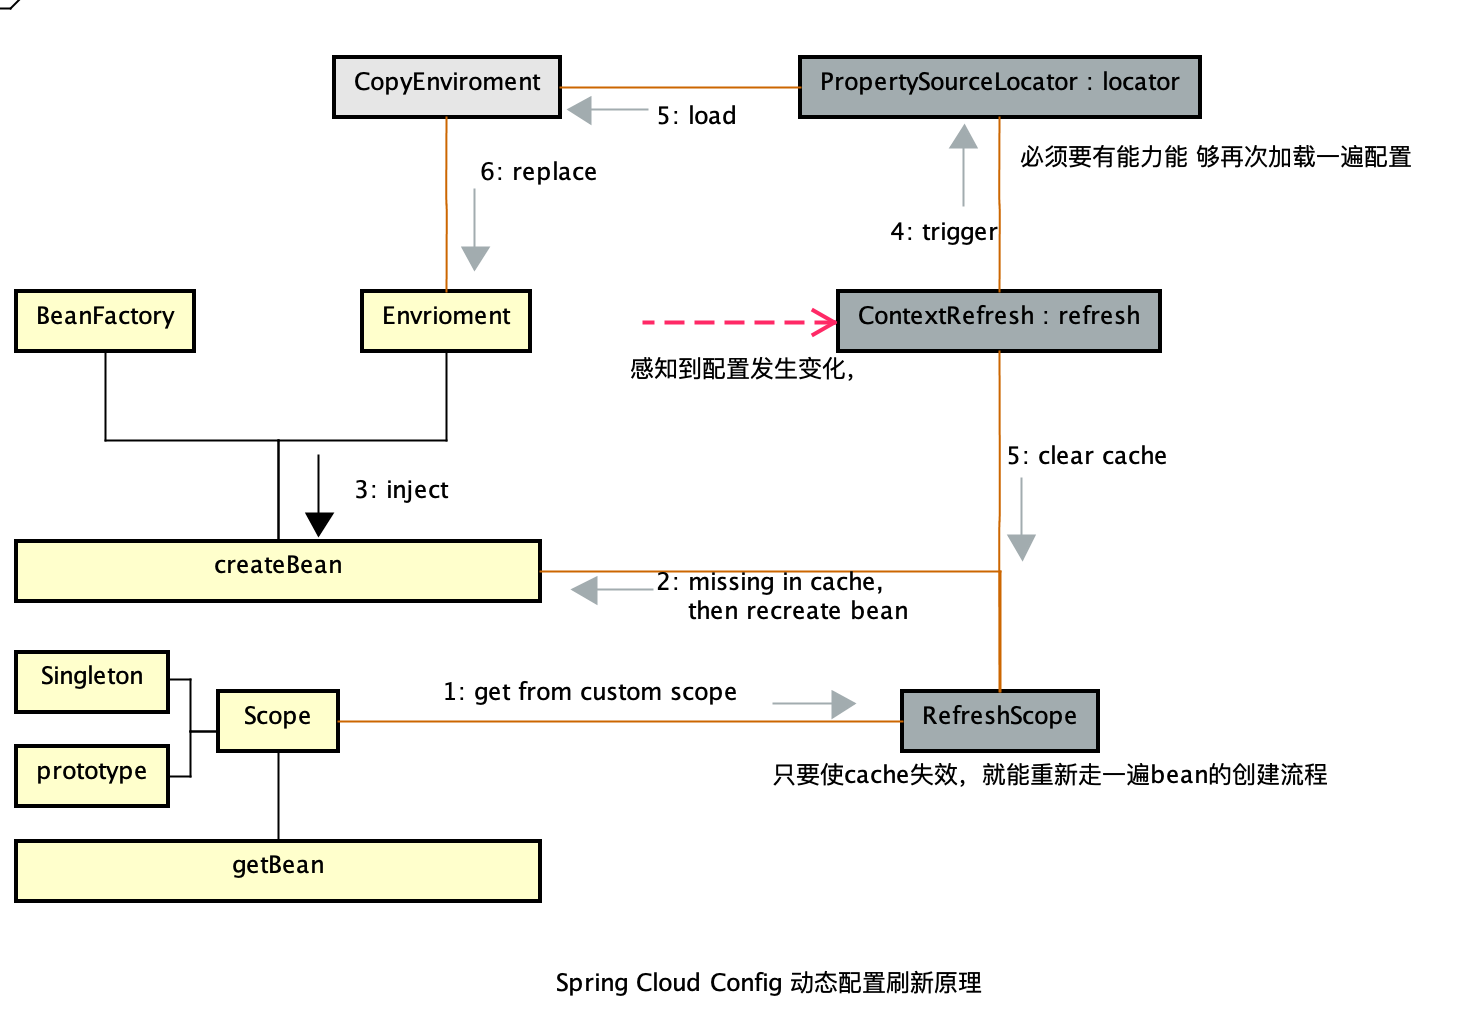 CopyEnviroment
PropertySourceLocator : locator
5: load
必须要有能力能 够再次加载一遍配置
6: replace
4: trigger
BeanFactory
Envrioment
ContextRefresh : refresh
感知到配置发生变化,
5: clear cache
3: inject
createBean
2: missing in cache,
then recreate bean
Singleton
1: get from custom scope
Scope
RefreshScope
prototype
只要使cache失效，就能重新走一遍bean的创建流程
getBean
Spring Cloud Config 动态配置刷新原理